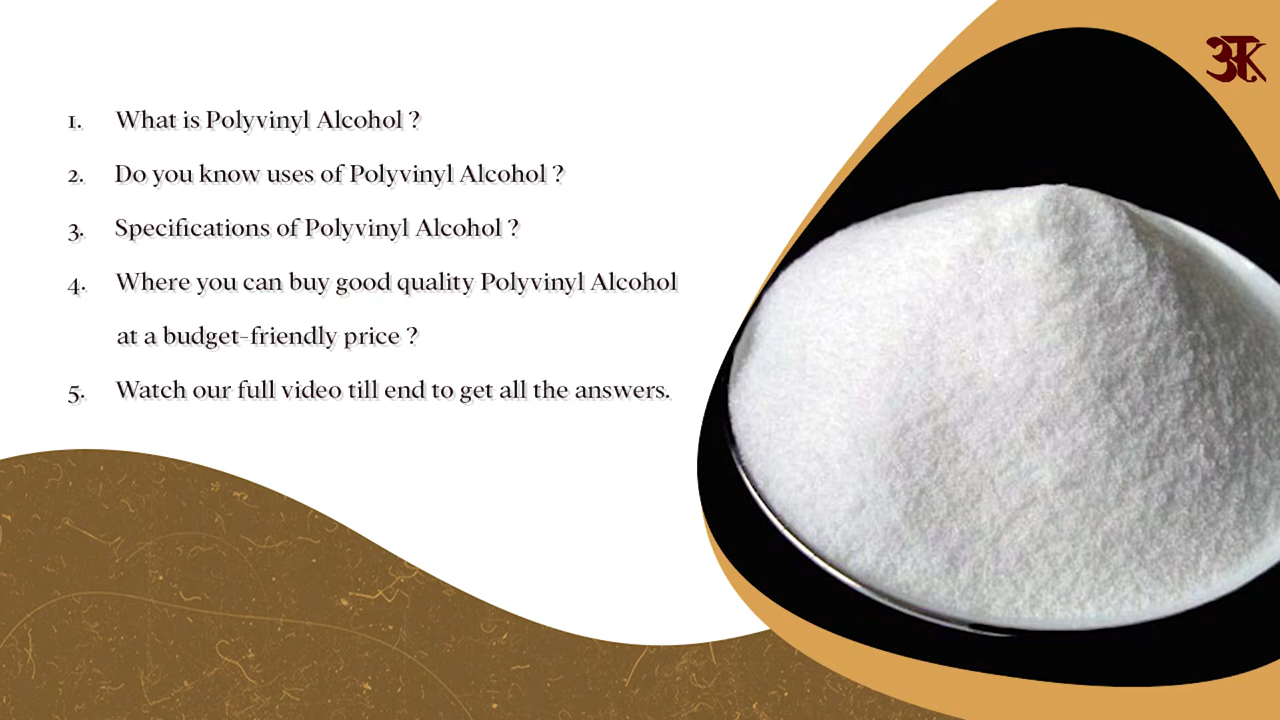 1. What is Polyvinyl Alcohol ?
2. Do you know uses of Polyvinyl Alcohol ?
3. Specifications of Polyvinyl Alcohol ?
4. Where you can buy good quality Polyvinyl Alcohol
at a budget-friendly price ?
5. Watch our full video till end to get all the answers.